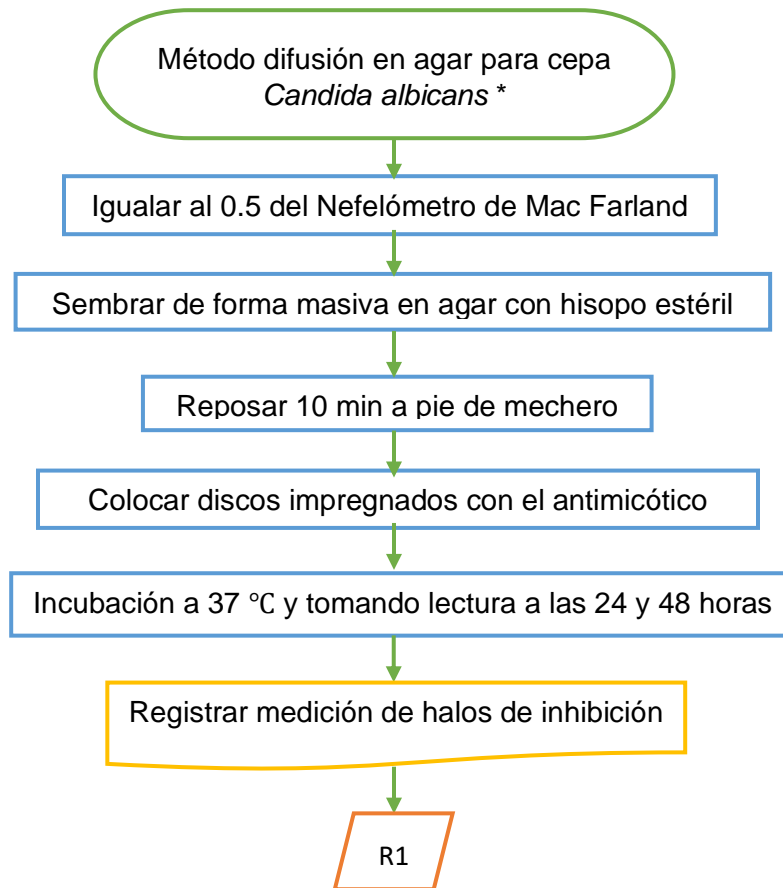 Método difusión en agar para cepa
Candida albicans *
Igualar al 0.5 del Nefelómetro de Mac Farland
Sembrar de forma masiva en agar con hisopo estéril
Reposar 10 min a pie de mechero
Colocar discos impregnados con el antimicótico
Incubación a 37 °C y tomando lectura a las 24 y 48 horas
Registrar medición de halos de inhibición
R1